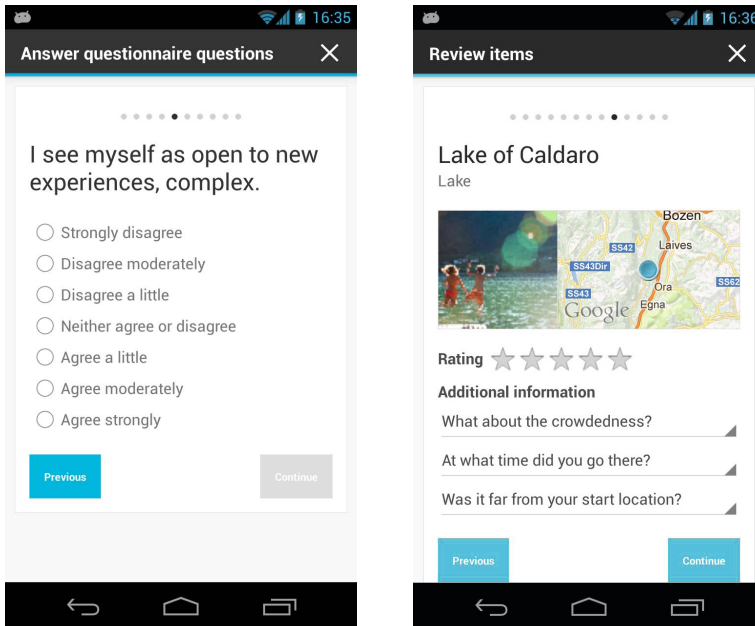 16:35
Answer questionnaire questions
I see myself as open to new
experiences, complex.
Strongly disagree
Disagree moderately
Disagree a little
Neither agree or disagree
Agree a little
Agree moderately
Agree strongly
Previous
Continue
16:36
Review items
Lake of Caldaro
Lake
Bozen
SS42
Laives
SS43Dir
SS62
Ora
SS43
Egna
Google
Rating
Additional information
What about the crowdedness?
At what time did you go there?
Was it far from your start location?
Previous
Continue